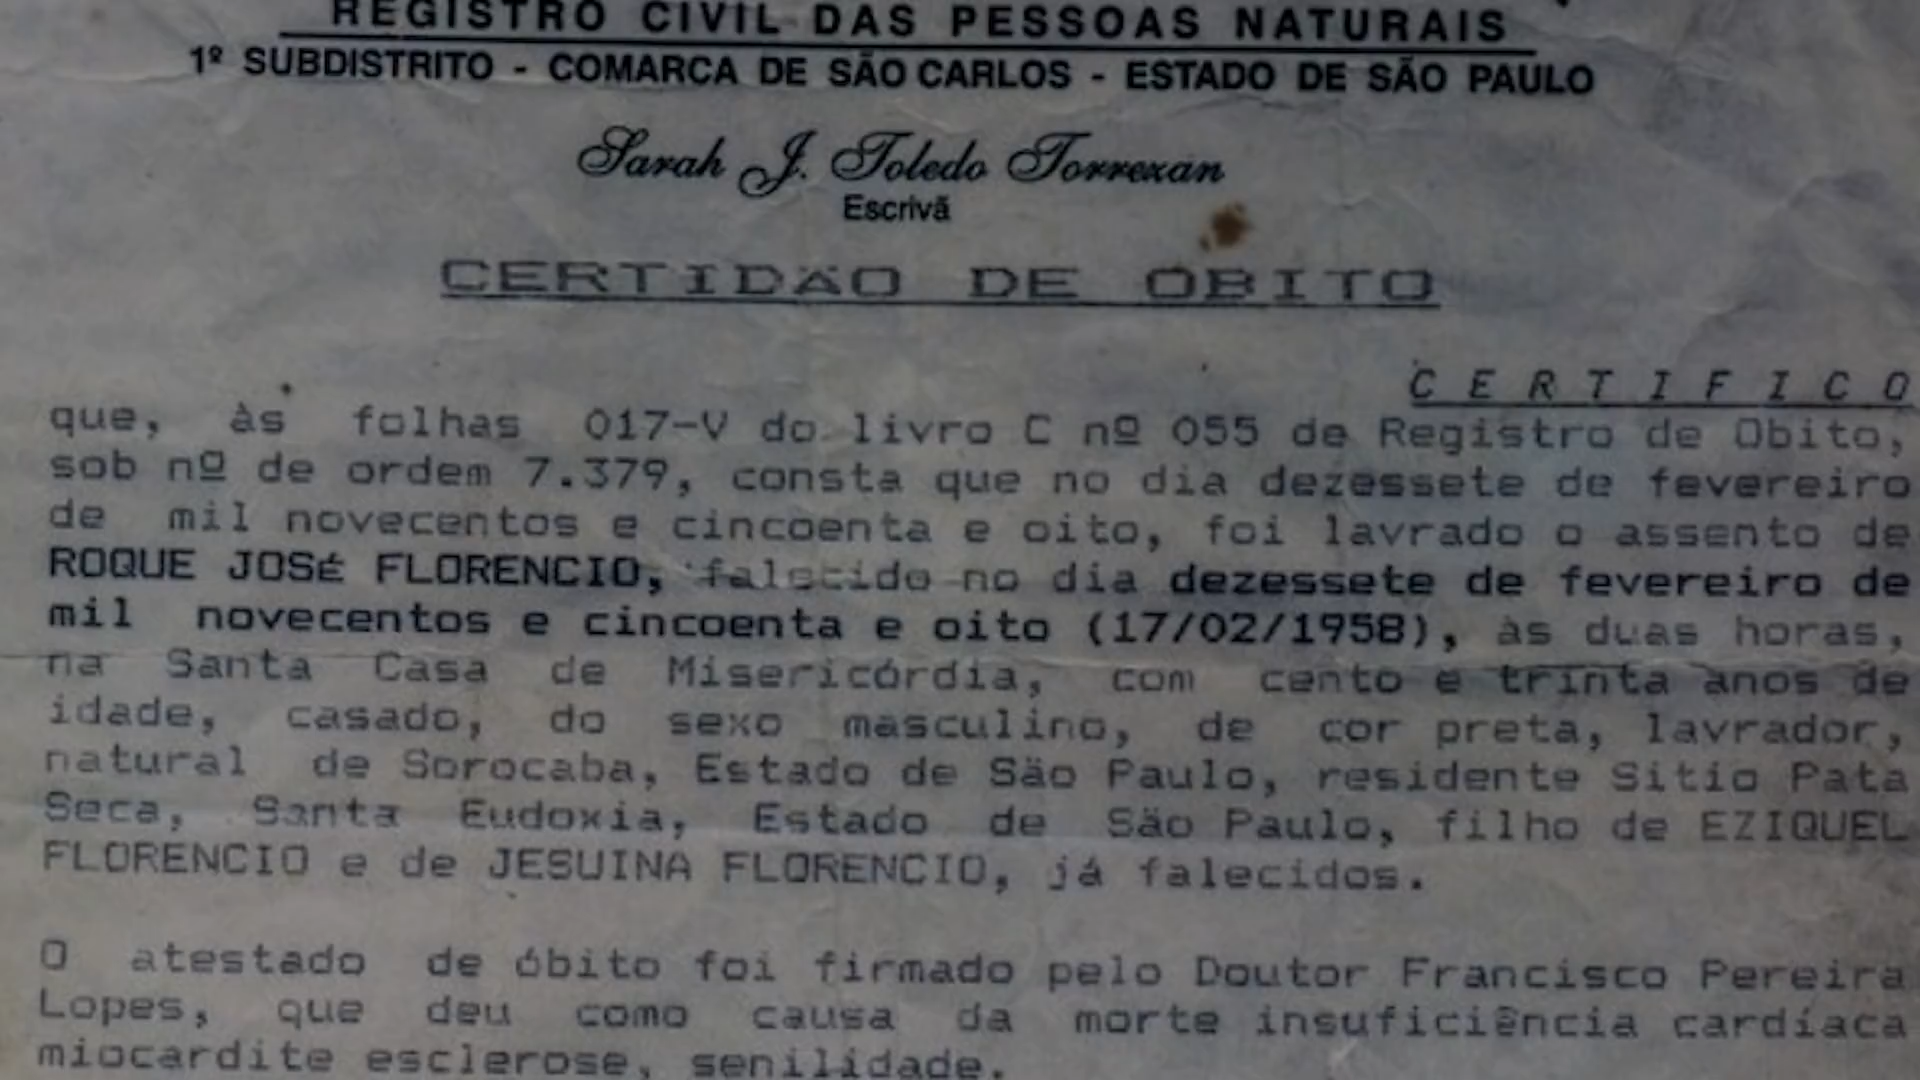 REGISTRO CIVIL DAS PESSOAS NATURAIS
1º SUBDISTRITO - COMARCA DE SÃO CARLOS - ESTADO DE SÃO PAULO
Sarah J. Toledo Torrezan
Escrivã
CERTIDÃO DE OBITO
CERTIFICO
que, às folhas 017-V do livro C nº 055 de Registro de Obito,
sob nº de ordem 7.379, consta que no dia dezessete de fevereiro
de mil novecentos e cincoenta e oito, foi lavrado o assento de
ROQUE JOSé FLORENCIO, falecido no dia dezessete de fevereiro de
mil novecentos e cincoenta e oito (17/02/1958), às duas horas,
na Santa Casa de Misericórdia, com cento e trinta anos de
idade, casado, do sexo masculino, de cor preta, lavrador,
natural de Sorocaba, Estado de São Paulo, residente Sitio Pata
Seca, Santa Eudoxia, Estado de São Paulo, filho de EZIQUEL
FLORENCIO e de JESUINA FLORENCIO, já falecidos.
O atestado de óbito foi firmado pelo Doutor Francisco Pereira
Lopes, que deu como causa da morte insuficiência cardíaca
miocardite esclerose, senilidade.